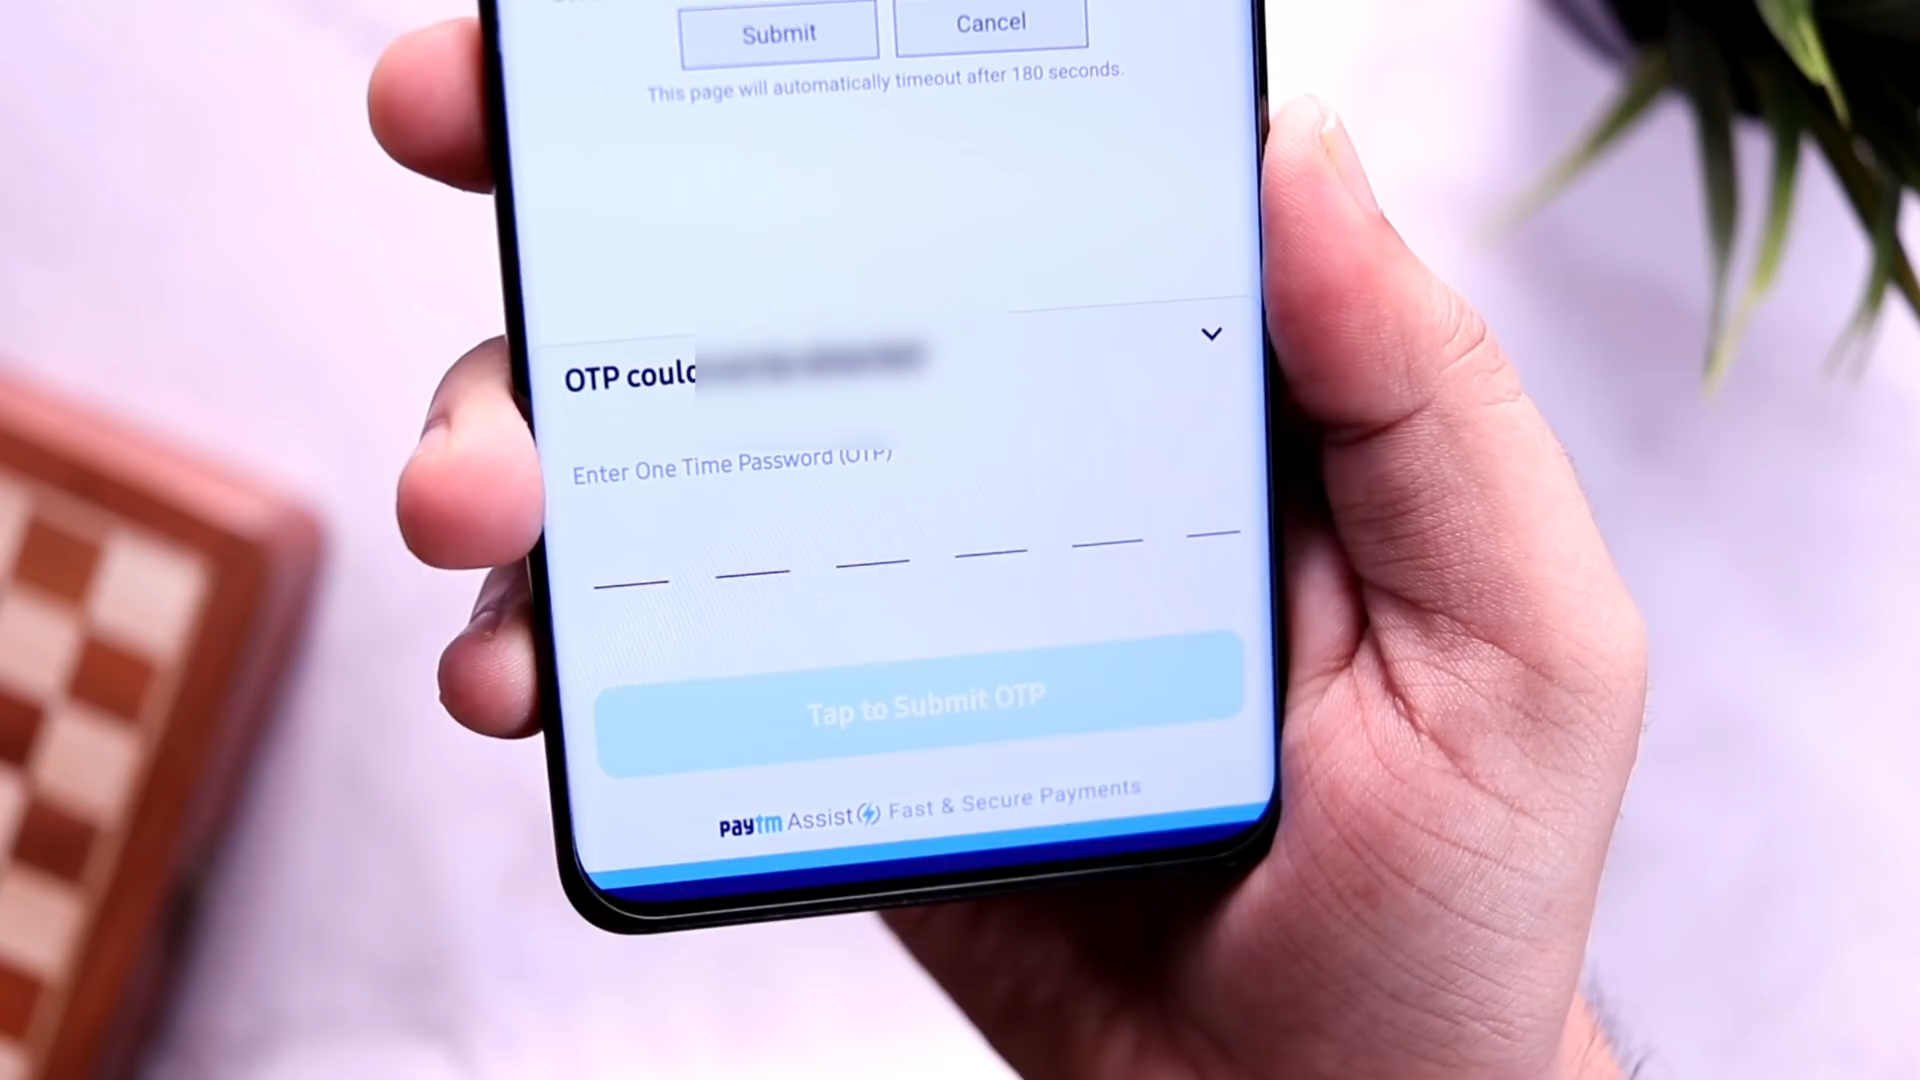 Submit
Cancel
This page will automatically timeout after 180 seconds.
OTP could
Enter One Time Password (OTP)
Tap to Submit OTP
paytm Assist Fast & Secure Payments